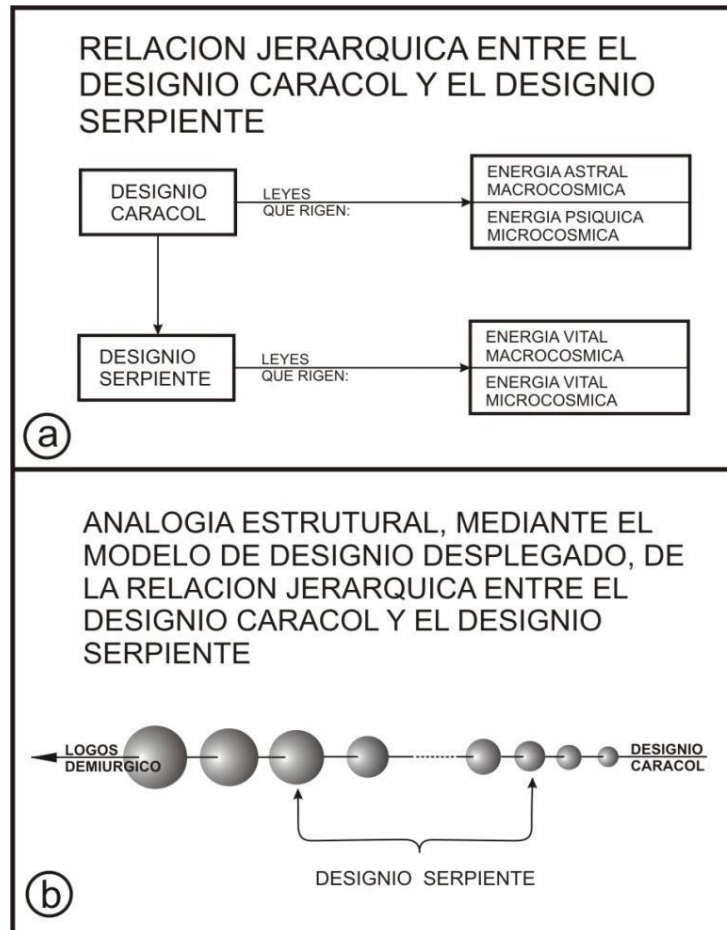 RELACION JERARQUICA ENTRE EL
DESIGNIO CARACOL Y EL DESIGNIO
SERPIENTE
DESIGNIO
CARACOL
LEYES
QUE RIGEN:
ENERGIA ASTRAL
MACROCOSMICA
ENERGIA PSIQUICA
MICROCOSMICA
DESIGNIO
SERPIENTE
LEYES
QUE RIGEN:
ENERGIA VITAL
MACROCOSMICA
ENERGIA VITAL
MICROCOSMICA
a
ANALOGIA ESTRUTURAL, MEDIANTE EL
MODELO DE DESIGNIO DESPLEGADO, DE
LA RELACION JERARQUICA ENTRE EL
DESIGNIO CARACOL Y EL DESIGNIO
SERPIENTE
LOGOS
DEMIURGICO
DESIGNIO
CARACOL
DESIGNIO SERPIENTE
b